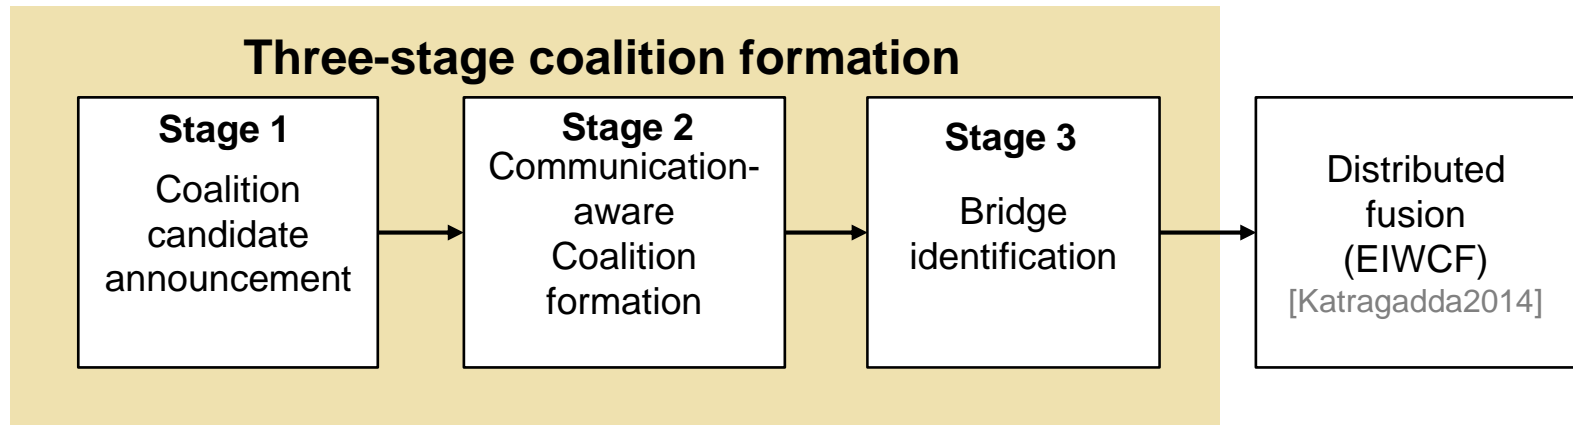 Three-stage coalition formation
Stage 1
Coalition
candidate
announcement
Stage 2
Communication-
aware
Coalition
formation
Stage 3
Bridge
identification
Distributed
fusion
(EIWCF)
[Katragadda2014]